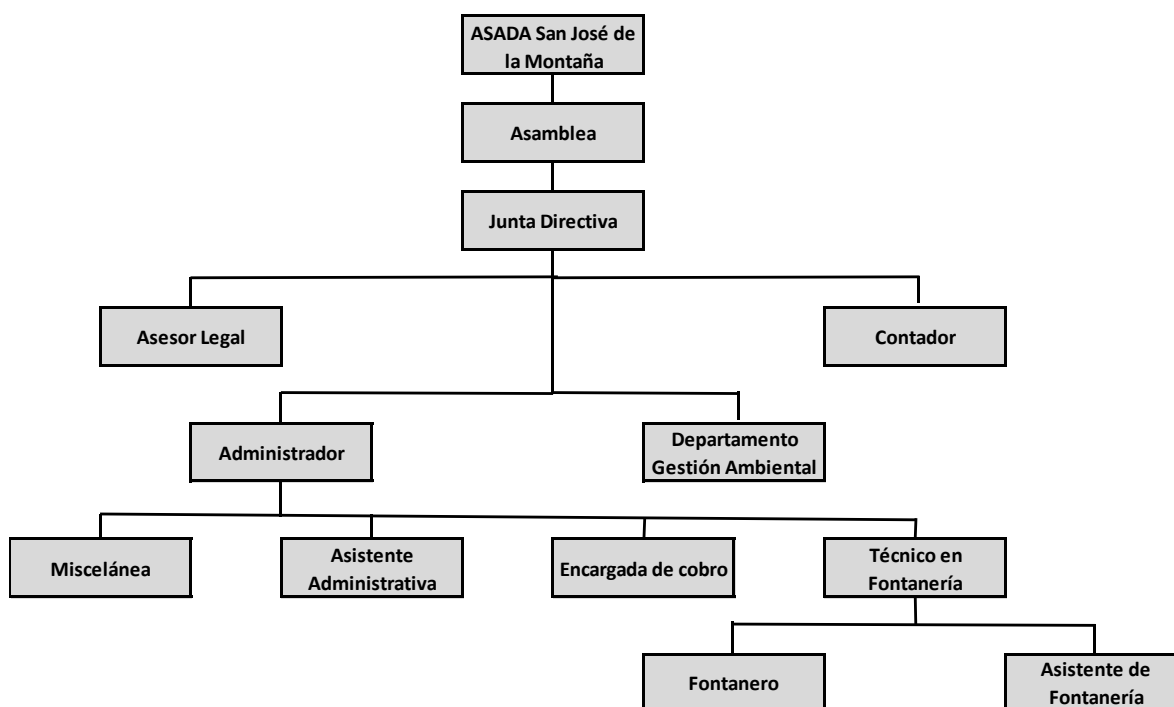 ASADA San José de
la Montaña
Asamblea
Junta Directiva
Asesor Legal
Contador
Administrador
Departamento
Gestión Ambiental
Miscelánea
Asistente
Administrativa
Encargada de cobro
Técnico en
Fontanería
Fontanero
Asistente de
Fontanería